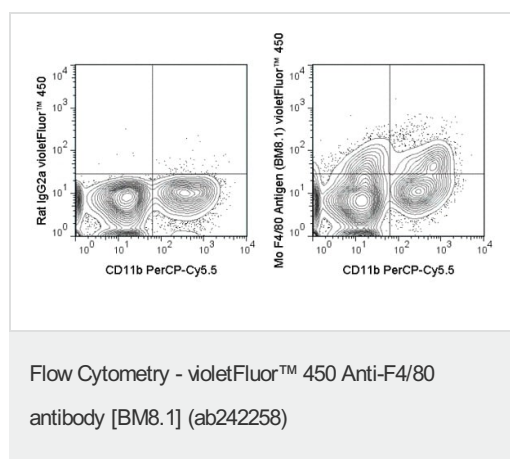 Rat IgG2a violetFluor™ 450
10⁴
10³
10²
10¹
10⁰
10⁰ 10¹ 10² 10³ 10⁴
CD11b PerCP-Cy5.5
Mo F4/80 Antigen (BM8.1) violetFluor™ 450
10⁴
10³
10²
10¹
10⁰
10⁰ 10¹ 10² 10³ 10⁴
CD11b PerCP-Cy5.5
Flow Cytometry - violetFluor™ 450 Anti-F4/80
antibody [BM8.1] (ab242258)